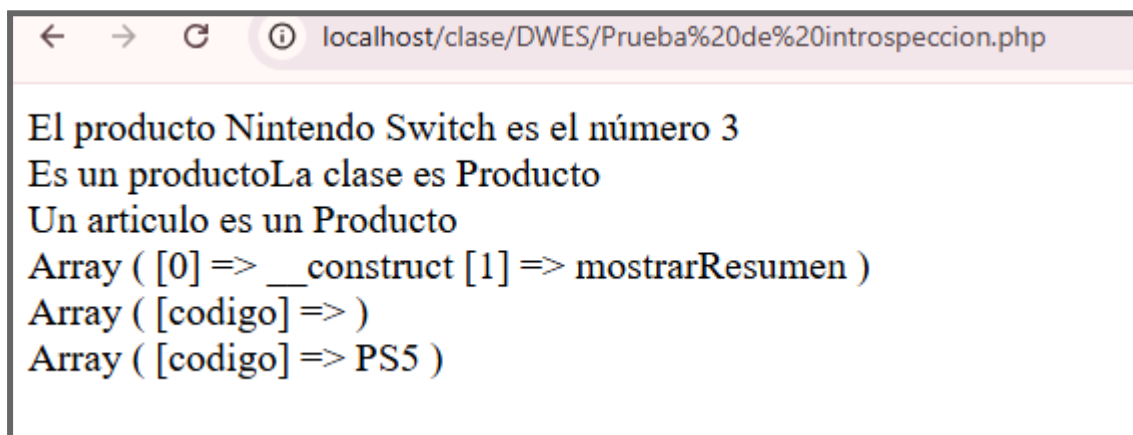 localhost/clase/DWES/Prueba%20de%20introspeccion.php
El producto Nintendo Switch es el número 3
Es un productoLa clase es Producto
Un articulo es un Producto
Array ( [0] => __construct [1] => mostrarResumen )
Array ( [codigo] => )
Array ( [codigo] => PS5 )